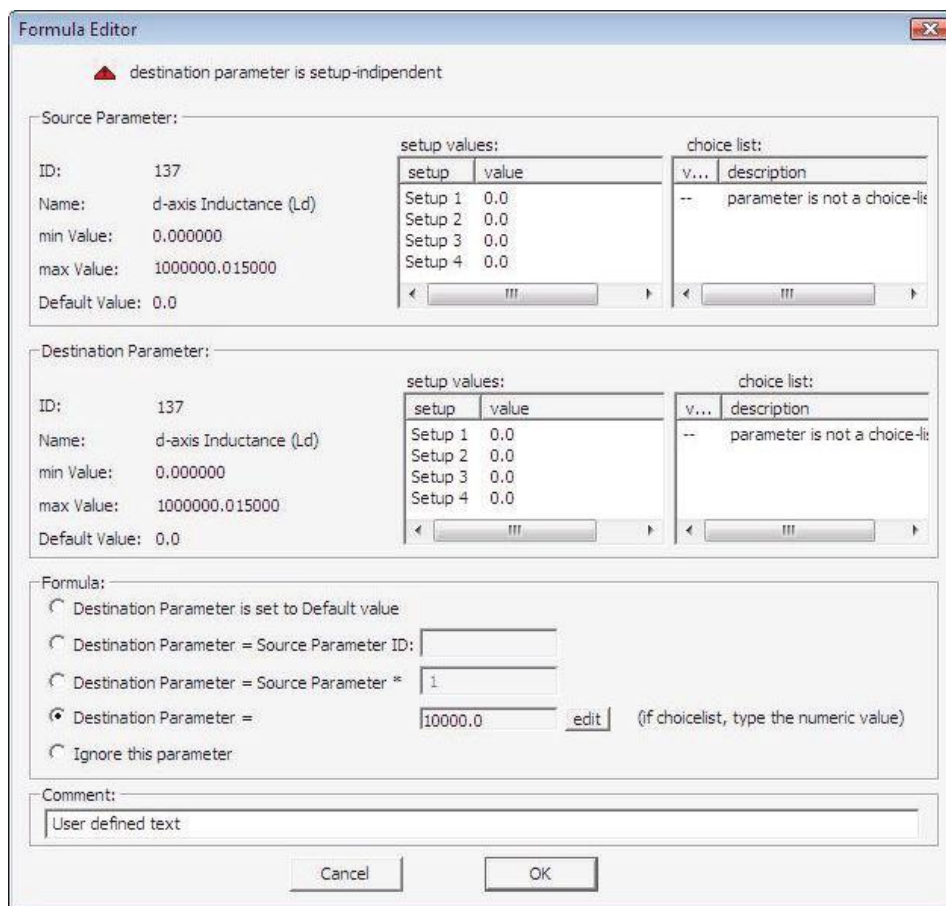 Formula Editor
destination parameter is setup-indipendent
Source Parameter:
setup values:
choice list:
ID: 137
setup value
v... description
Name: d-axis Inductance (Ld)
Setup 1 0.0
-- parameter is not a choice-lis
Setup 2 0.0
min Value: 0.000000
Setup 3 0.0
max Value: 1000000.015000
Setup 4 0.0
Default Value: 0.0
Destination Parameter:
setup values:
choice list:
ID: 137
setup value
v... description
Name: d-axis Inductance (Ld)
Setup 1 0.0
-- parameter is not a choice-lis
Setup 2 0.0
min Value: 0.000000
Setup 3 0.0
max Value: 1000000.015000
Setup 4 0.0
Default Value: 0.0
Formula:
Destination Parameter is set to Default value
Destination Parameter = Source Parameter ID:
Destination Parameter = Source Parameter * 1
Destination Parameter = 10000.0 edit (if choicelist, type the numeric value)
Ignore this parameter
Comment:
User defined text
Cancel OK